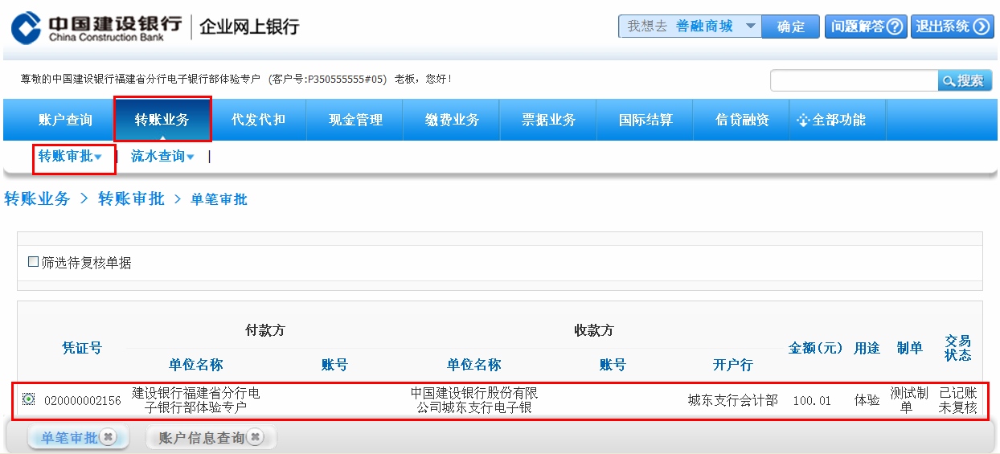 中国建设银行 企业网上银行
China Construction Bank
我想去 善融商城 确定 问题解答 退出系统
尊敬的中国建设银行福建省分行电子银行部体验专户 (客户号:P350555555#05) 老板，您好!
搜索
账户查询 转账业务 代发代扣 现金管理 缴费业务 票据业务 国际结算 信贷融资 全部功能
转账审批 | 流水查询 |
转账业务 > 转账审批 > 单笔审批
筛选待复核单据
凭证号 付款方 收款方 金额(元) 用途 制单 交易状态
单位名称 账号 单位名称 账号 开户行
020000002156 建设银行福建省分行电子银行部体验专户 中国建设银行股份有限公司城东支行电子银 城东支行会计部 100.01 体验 测试制单 已记账未复核
单笔审批 账户信息查询